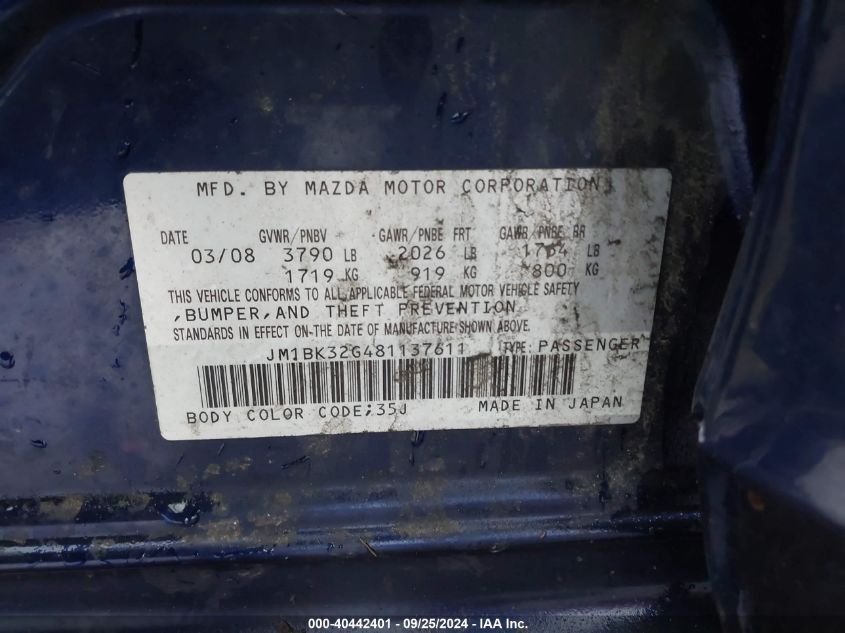 MFD. BY MAZDA MOTOR CORPORATION
DATE GVWR/PNBV GAWR/PNBE FRT GAWR/PNBE RR
03/08 3790 LB 2026 LB 1764 LB
1719 KG 919 KG 800 KG
THIS VEHICLE CONFORMS TO ALL APPLICABLE FEDERAL MOTOR VEHICLE SAFETY
,BUMPER,AND THEFT PREVENTION
STANDARDS IN EFFECT ON THE DATE OF MANUFACTURE SHOWN ABOVE.
JM1BK32G481137611 TYPE: PASSENGER
BODY COLOR CODE;35J MADE IN JAPAN
000-40442401 - 09/25/2024 - IAA, Inc.